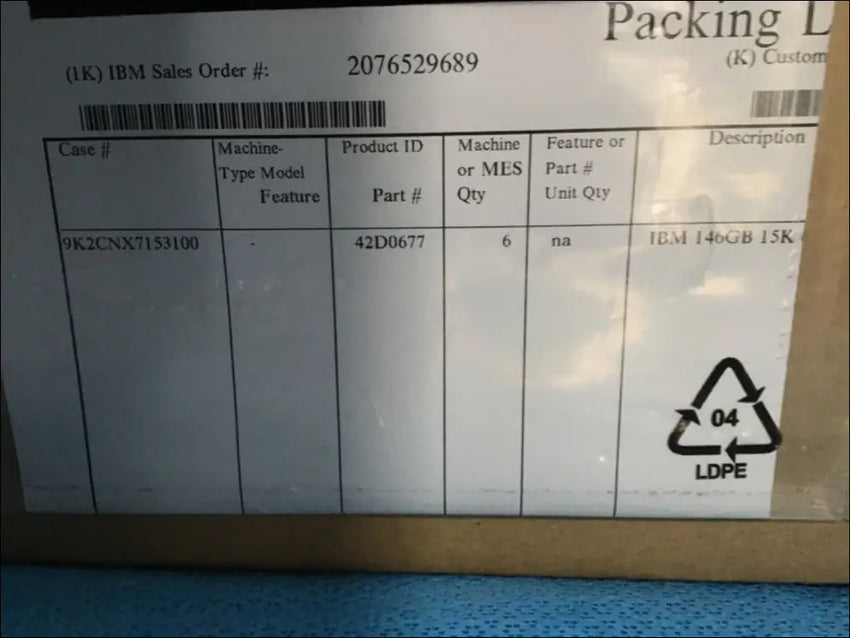 Packing
(K) Custom
(1K) IBM Sales Order #: 2076529689
Case # Machine- Product ID Machine Feature or Description
Type Model or MES Part #
Feature Part # Qty Unit Qty
9K2CNX7153100 - 42D0677 6 na IBM 146GB 15K
04
LDPE